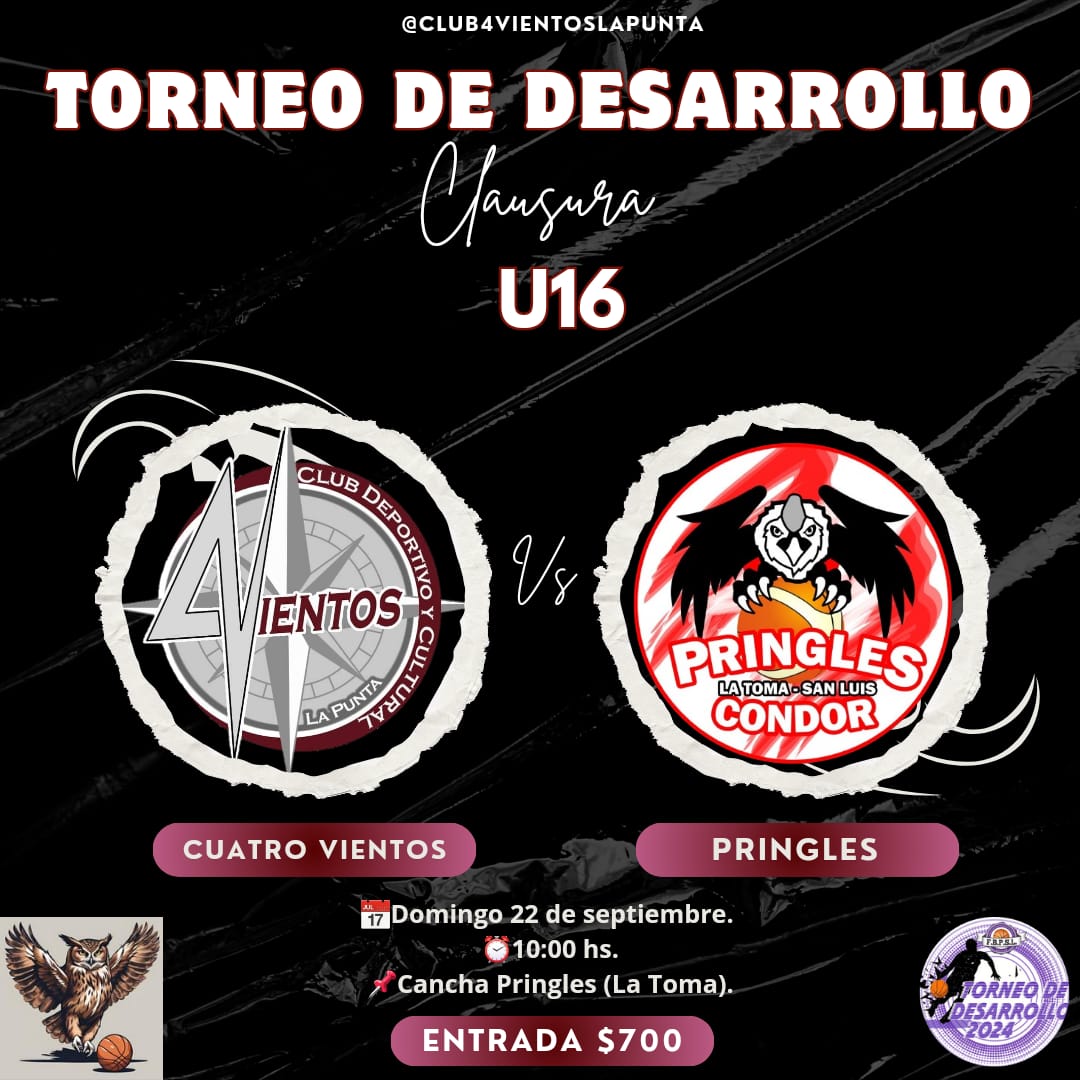 @CLUB4VIENTOSLAPUNTA
TORNEO DE DESARROLLO
Clausura
U16
CLUB DEPORTIVO Y CULTURAL
4VIENTOS
LA PUNTA
Vs
PRINGLES
LA TOMA - SAN LUIS
CONDOR
CUATRO VIENTOS
PRINGLES
JUL
17
Domingo 22 de septiembre.
10:00 hs.
Cancha Pringles (La Toma).
ENTRADA $700
F.B.P.S.L.
TORNEO DE
DESARROLLO
2024